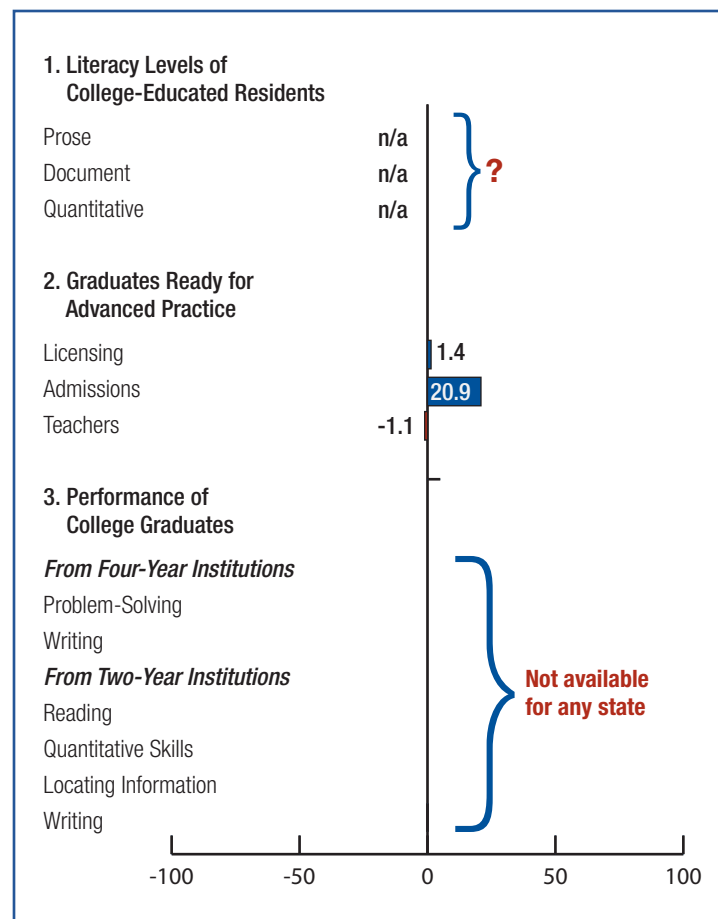 1. Literacy Levels of
College-Educated Residents
Prose n/a
Document n/a
Quantitative n/a
?
2. Graduates Ready for
Advanced Practice
Licensing 1.4
Admissions 20.9
Teachers -1.1
3. Performance of
College Graduates
From Four-Year Institutions
Problem-Solving
Writing
From Two-Year Institutions
Reading
Quantitative Skills
Locating Information
Writing
Not available
for any state
-100 -50 0 50 100